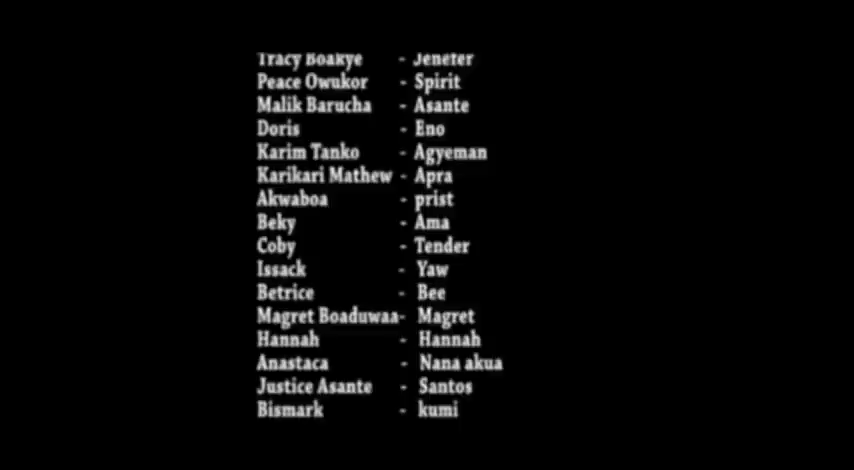 Tracy Boakye - Jeneter
Peace Owukor - Spirit
Malik Barucha - Asante
Doris - Eno
Karim Tanko - Agyeman
Karikari Mathew - Apra
Akwaboa - prist
Beky - Ama
Coby - Tender
Issack - Yaw
Betrice - Bee
Magret Boaduwaa- Magret
Hannah - Hannah
Anastaca - Nana akua
Justice Asante - Santos
Bismark - kumi